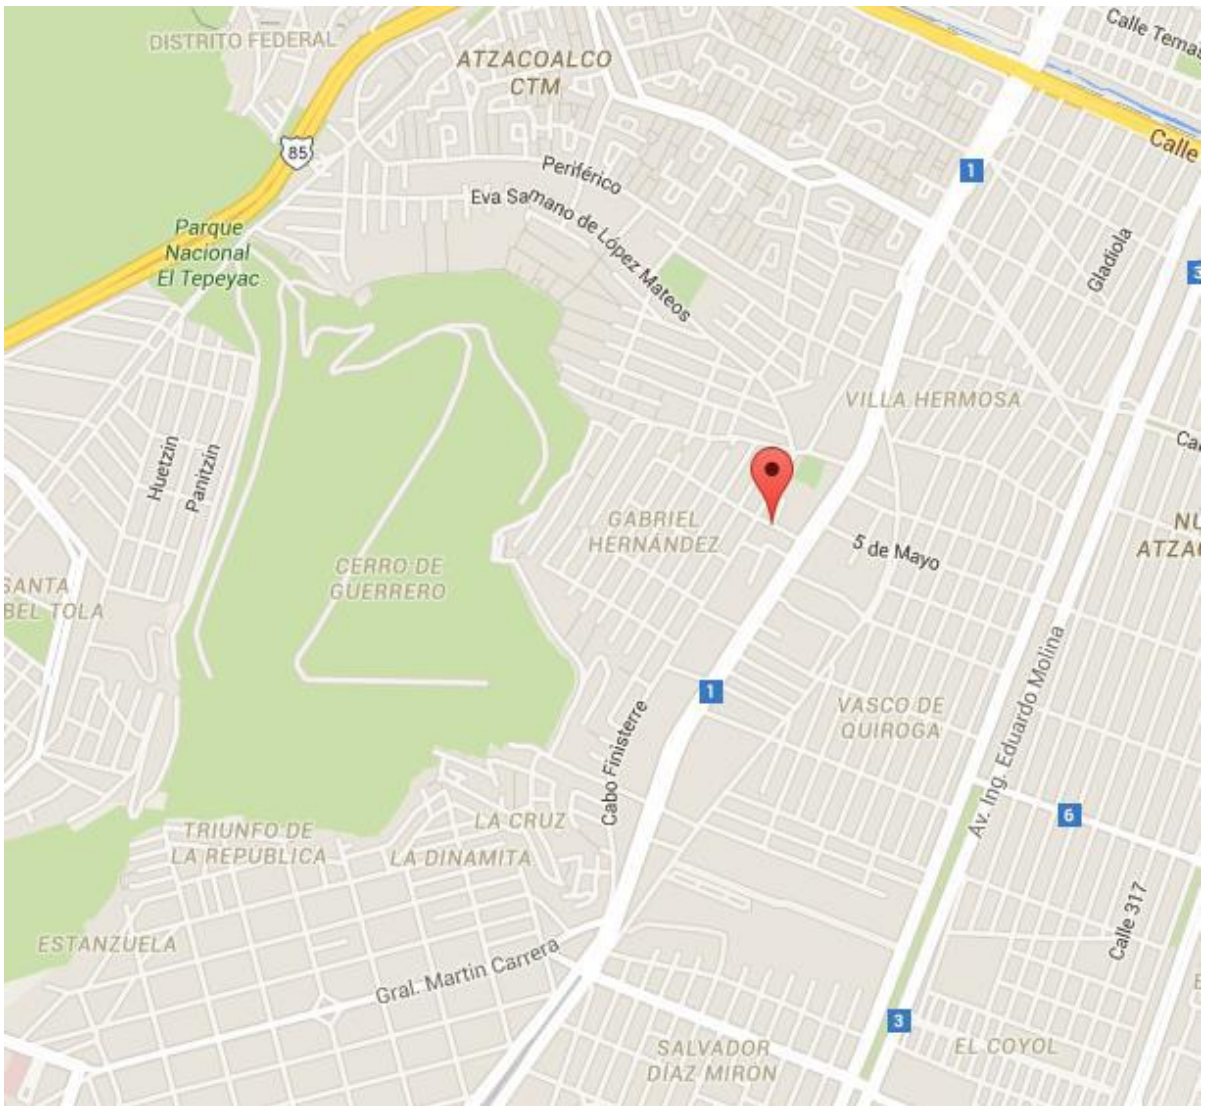 DISTRITO FEDERAL
ATZACOALCO
CTM
Calle Temas
85
Calle
1
Periférico
Eva Samano de López Mateos
Parque
Nacional
El Tepeyac
Gladiola
3
VILLA HERMOSA
Huetzin
Panitzin
Cal
GABRIEL
HERNÁNDEZ
5 de Mayo
NU
ATZAC
CERRO DE
GUERRERO
SANTA
BEL TOLA
1
Av. Ing. Eduardo Molina
VASCO DE
QUIROGA
Cabo Finisterre
6
TRIUNFO DE
LA REPÚBLICA
LA CRUZ
LA DINAMITA
Calle 317
ESTANZUELA
Gral. Martin Carrera
3
SALVADOR
DÍAZ MIRÓN
EL COYOL